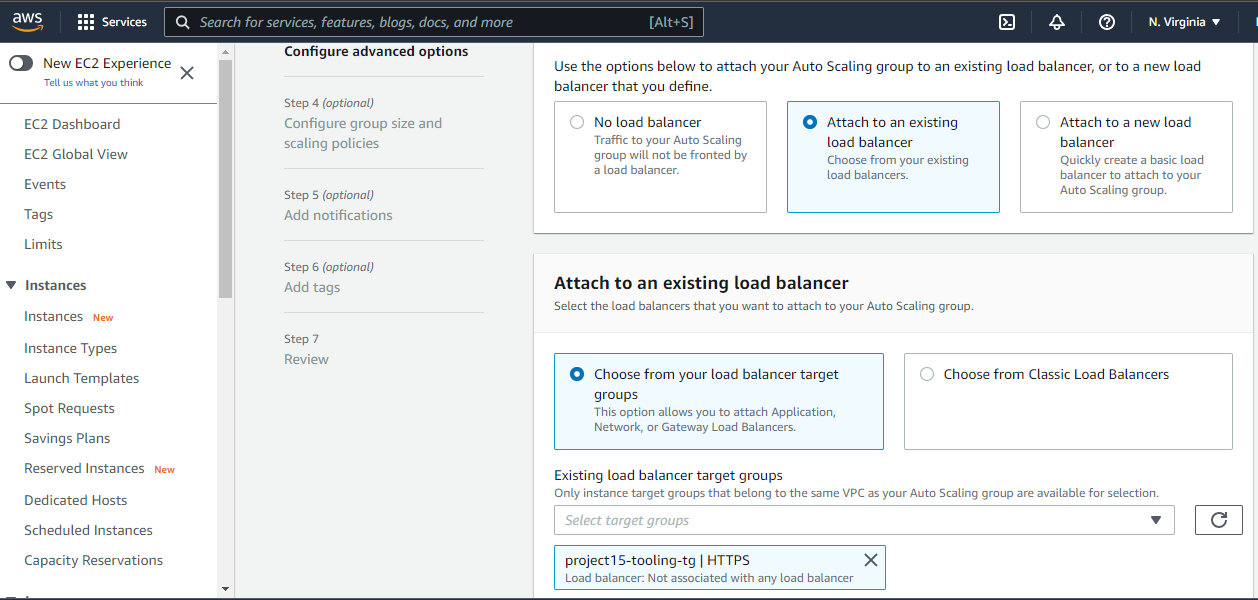 aws
Services
Search for services, features, blogs, docs, and more [Alt+S]
N. Virginia
New EC2 Experience
Tell us what you think
EC2 Dashboard
EC2 Global View
Events
Tags
Limits
Instances
Instances New
Instance Types
Launch Templates
Spot Requests
Savings Plans
Reserved Instances New
Dedicated Hosts
Scheduled Instances
Capacity Reservations
Configure advanced options
Step 4 (optional)
Configure group size and
scaling policies
Step 5 (optional)
Add notifications
Step 6 (optional)
Add tags
Step 7
Review
Use the options below to attach your Auto Scaling group to an existing load balancer, or to a new load
balancer that you define.
No load balancer
Traffic to your Auto Scaling
group will not be fronted by
a load balancer.
Attach to an existing
load balancer
Choose from your existing
load balancers.
Attach to a new load
balancer
Quickly create a basic load
balancer to attach to your
Auto Scaling group.
Attach to an existing load balancer
Select the load balancers that you want to attach to your Auto Scaling group.
Choose from your load balancer target
groups
This option allows you to attach Application,
Network, or Gateway Load Balancers.
Choose from Classic Load Balancers
Existing load balancer target groups
Only instance target groups that belong to the same VPC as your Auto Scaling group are available for selection.
Select target groups
project15-tooling-tg | HTTPS
Load balancer: Not associated with any load balancer